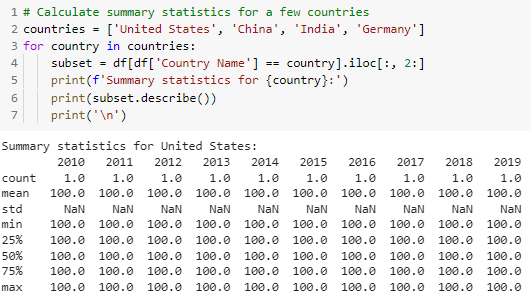 1 # Calculate summary statistics for a few countries
2 countries = ['United States', 'China', 'India', 'Germany']
3 for country in countries:
4     subset = df[df['Country Name'] == country].iloc[:, 2:]
5     print(f'Summary statistics for {country}:')
6     print(subset.describe())
7     print('\n')
Summary statistics for United States:
2010 2011 2012 2013 2014 2015 2016 2017 2018 2019
count 1.0 1.0 1.0 1.0 1.0 1.0 1.0 1.0 1.0 1.0
mean 100.0 100.0 100.0 100.0 100.0 100.0 100.0 100.0 100.0 100.0
std NaN NaN NaN NaN NaN NaN NaN NaN NaN NaN
min 100.0 100.0 100.0 100.0 100.0 100.0 100.0 100.0 100.0 100.0
25% 100.0 100.0 100.0 100.0 100.0 100.0 100.0 100.0 100.0 100.0
50% 100.0 100.0 100.0 100.0 100.0 100.0 100.0 100.0 100.0 100.0
75% 100.0 100.0 100.0 100.0 100.0 100.0 100.0 100.0 100.0 100.0
max 100.0 100.0 100.0 100.0 100.0 100.0 100.0 100.0 100.0 100.0